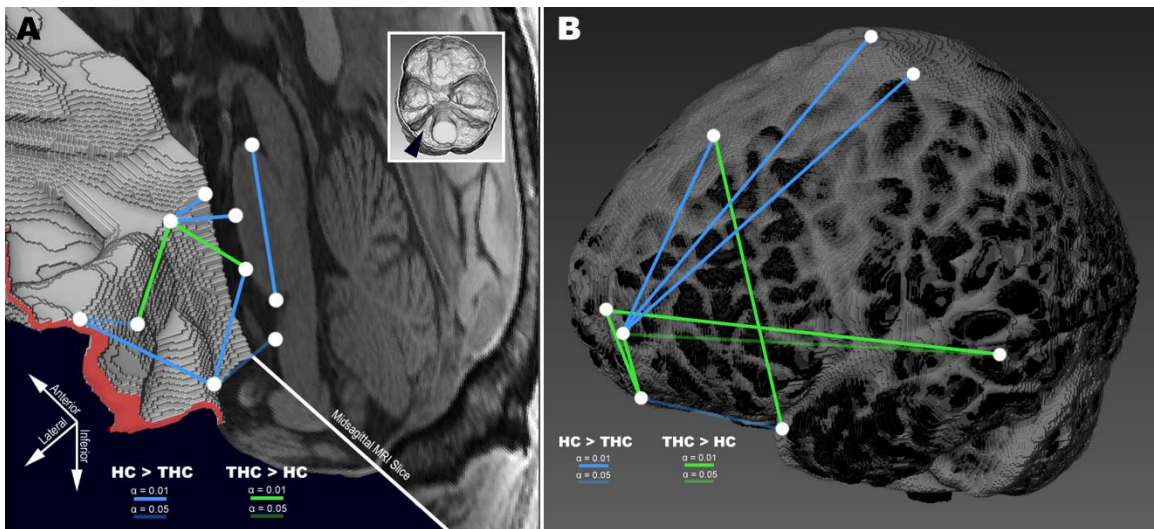 A
Anterior
Lateral
Inferior
Midsagittal MRI Slice
HC > THC THC > HC
α = 0.01 α = 0.01
α = 0.05 α = 0.05
B
HC > THC THC > HC
α = 0.01 α = 0.01
α = 0.05 α = 0.05